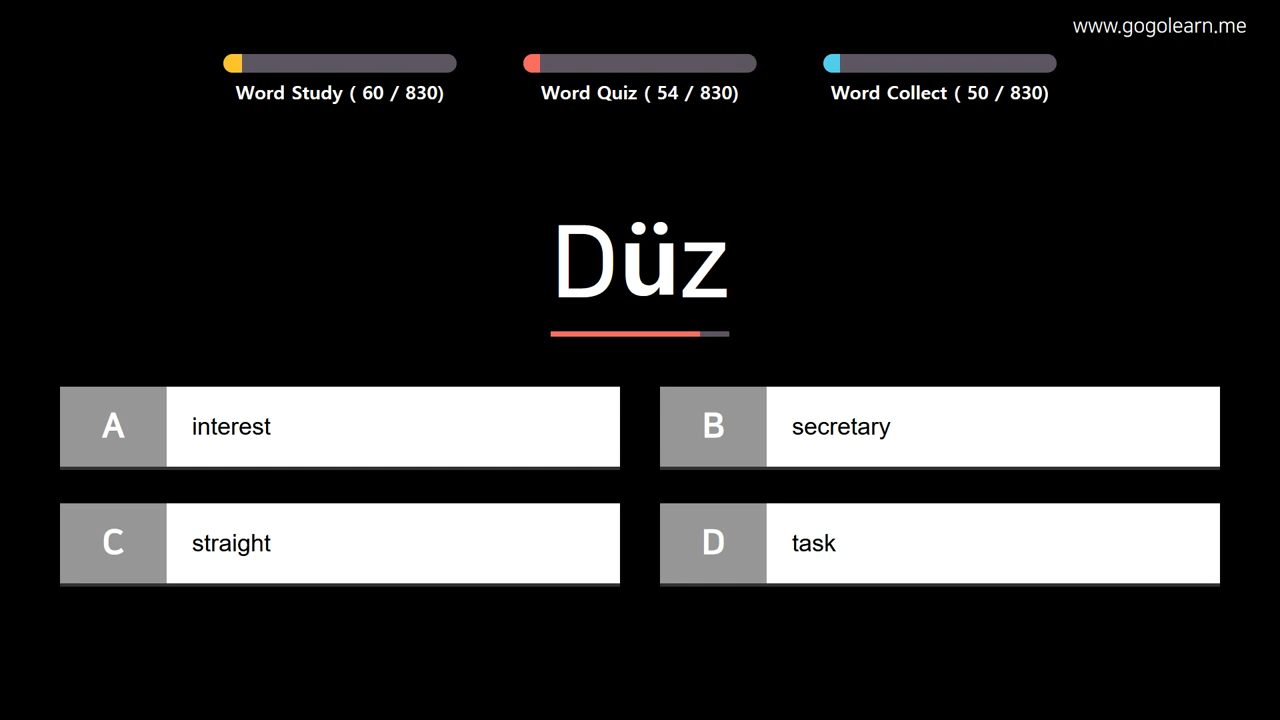 www.gogolearn.me
Word Study ( 60 / 830)
Word Quiz ( 54 / 830)
Word Collect ( 50 / 830)
Düz
A interest
B secretary
C straight
D task